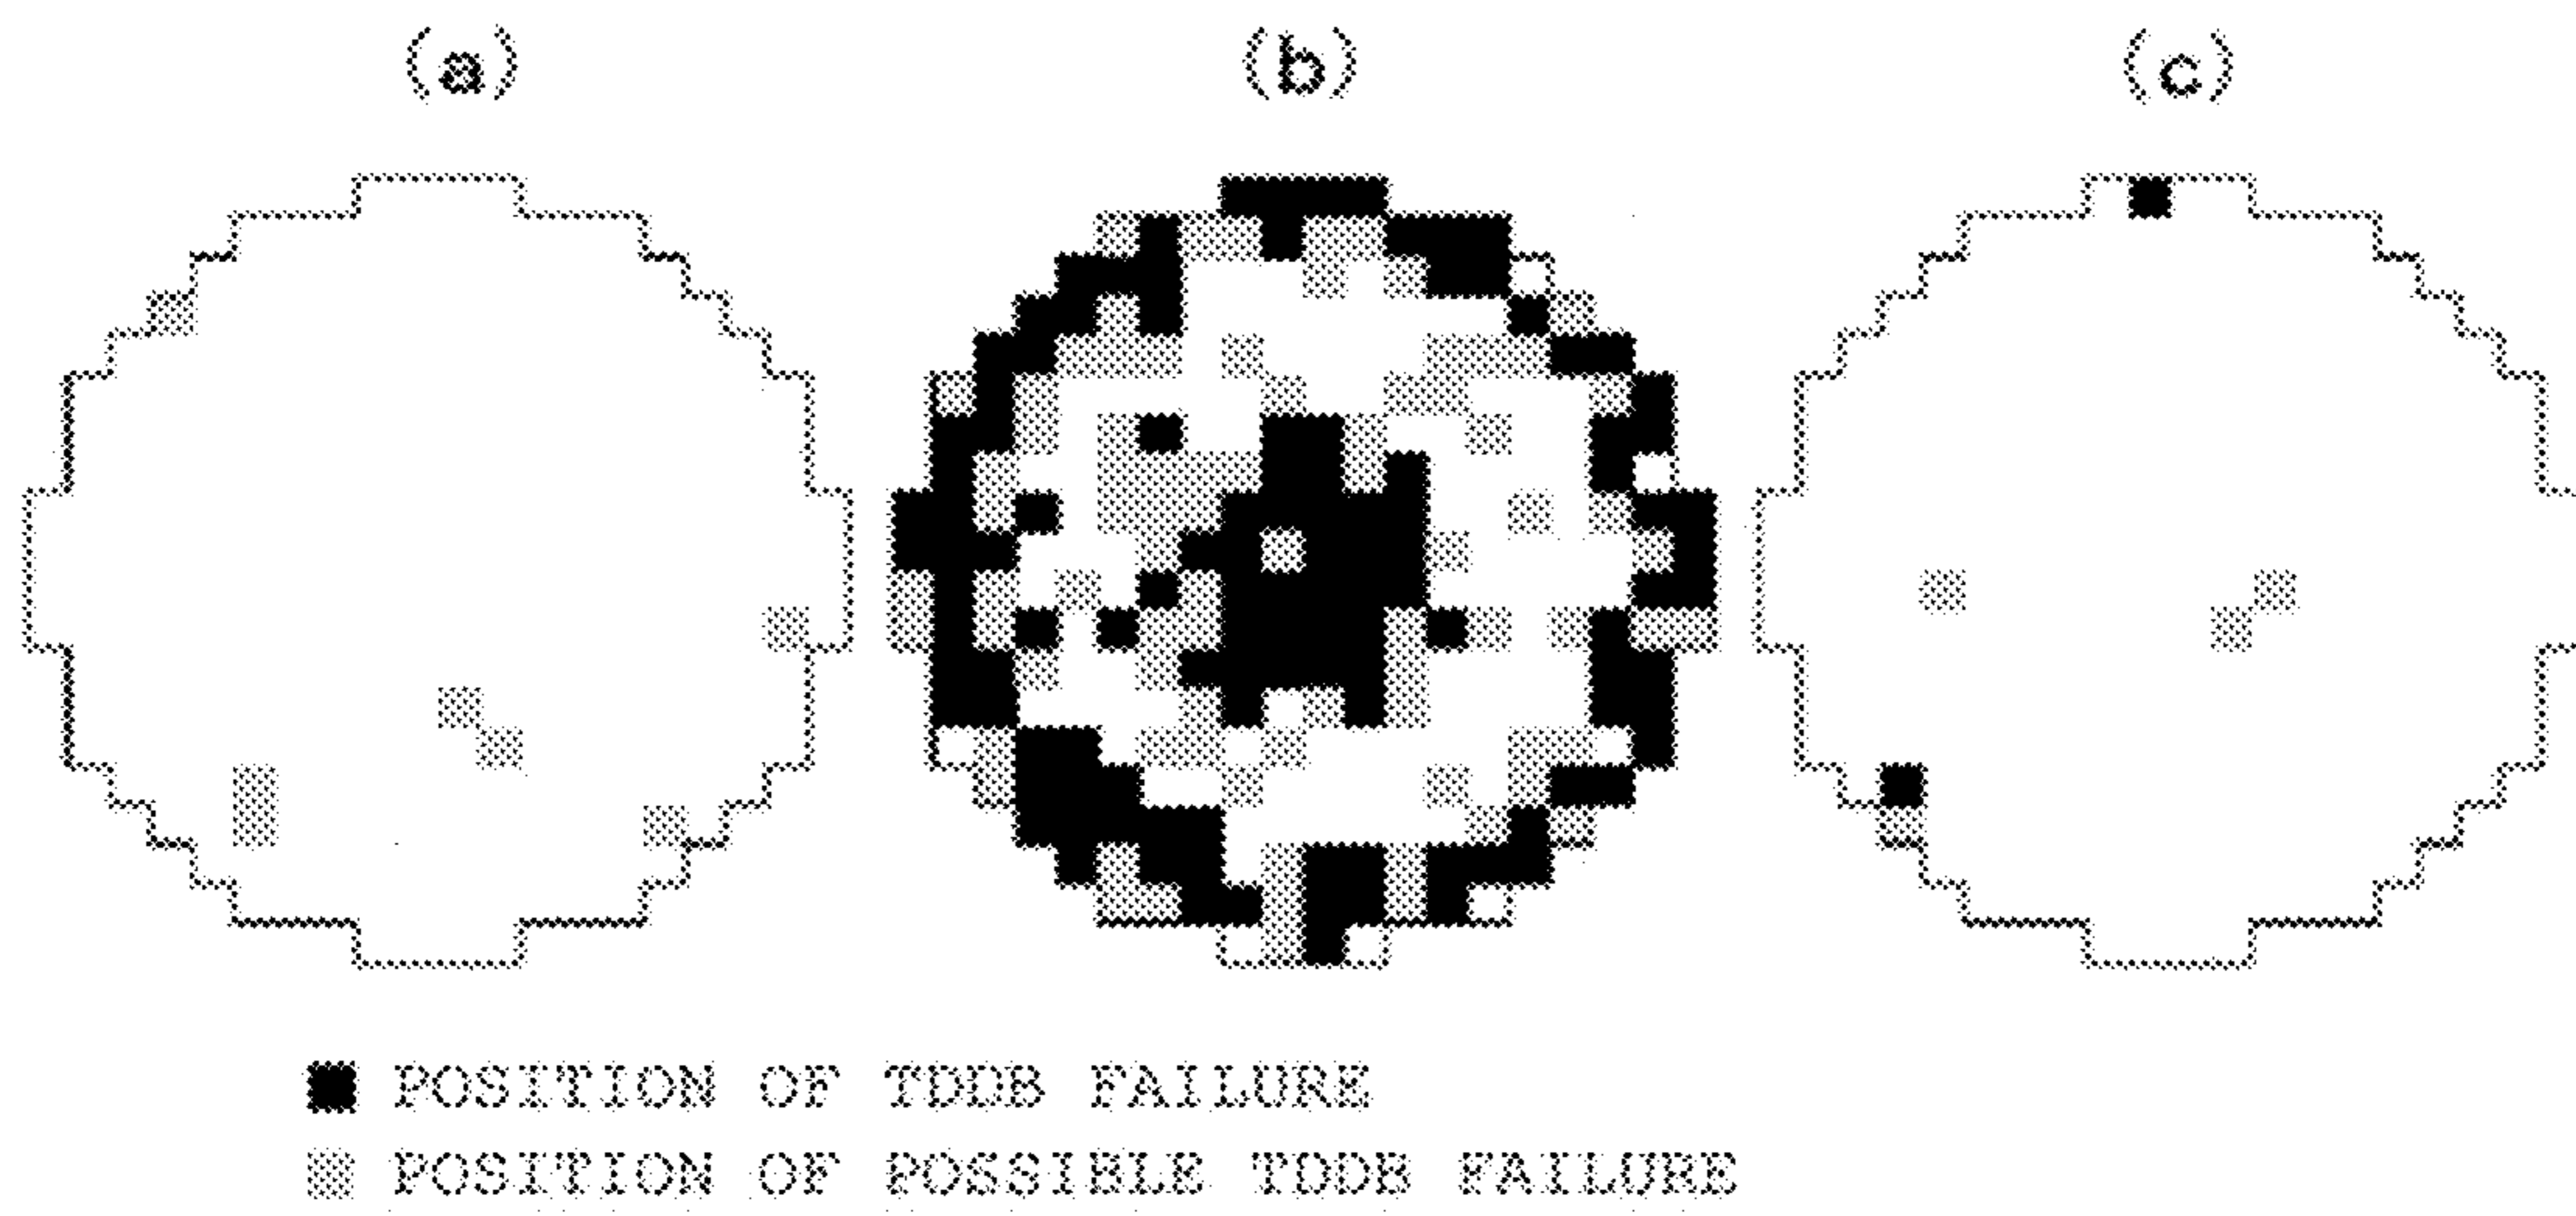 (a) (b) (c)
POSITION OF TDDB FAILURE
POSITION OF POSSIBLE TDDB FAILURE